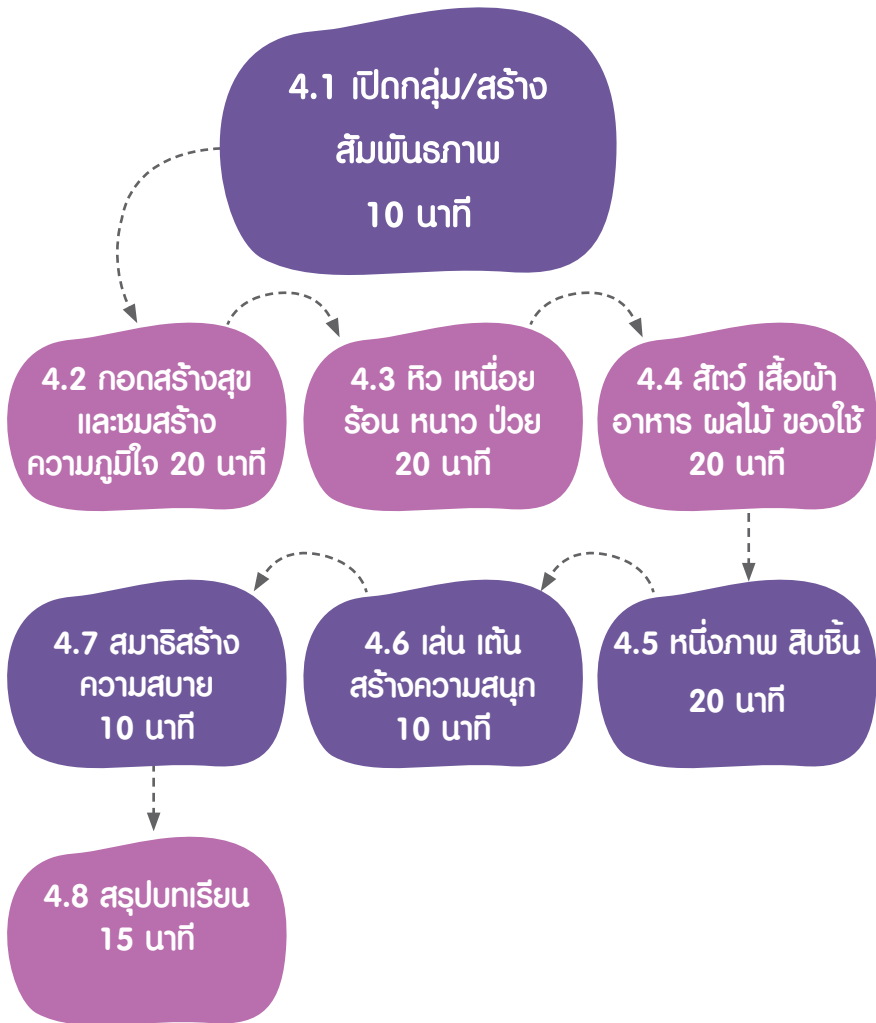 4.1 เปิดกลุ่ม/สร้าง
สัมพันธภาพ
10 นาที
4.2 กอดสร้างสุข
และชมสร้าง
ความภูมิใจ 20 นาที
4.3 หิว เหนื่อย
ร้อน หนาว ป่วย
20 นาที
4.4 สัตว์ เสื้อผ้า
อาหาร ผลไม้ ของใช้
20 นาที
4.5 หนึ่งภาพ สิบชิ้น
20 นาที
4.6 เล่น เต้น
สร้างความสนุก
10 นาที
4.7 สมาธิสร้าง
ความสบาย
10 นาที
4.8 สรุปบทเรียน
15 นาที